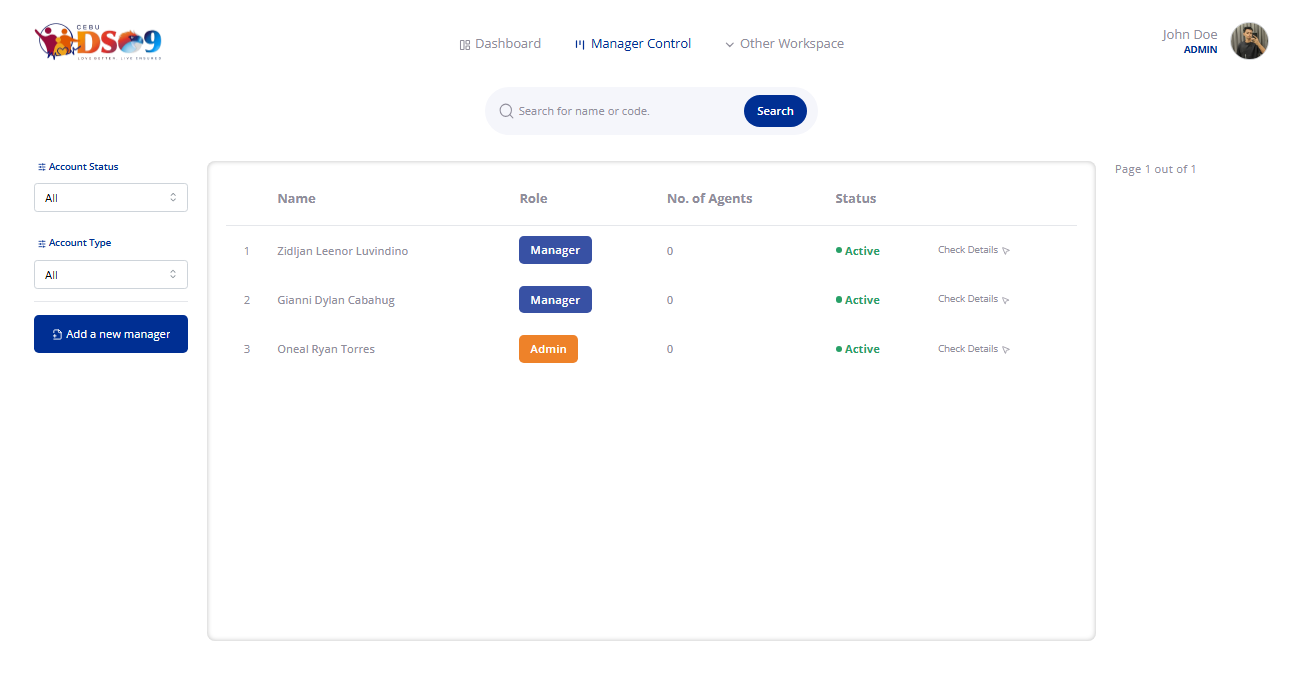 CEBU
DSO9
LOVE BETTER. LIVE ENSURED
Dashboard
Manager Control
Other Workspace
John Doe
ADMIN
Search for name or code.
Search
Account Status
All
Account Type
All
Add a new manager
Name Role No. of Agents Status
1 Zidljan Leenor Luvindino Manager 0 Active Check Details
2 Gianni Dylan Cabahug Manager 0 Active Check Details
3 Oneal Ryan Torres Admin 0 Active Check Details
Page 1 out of 1